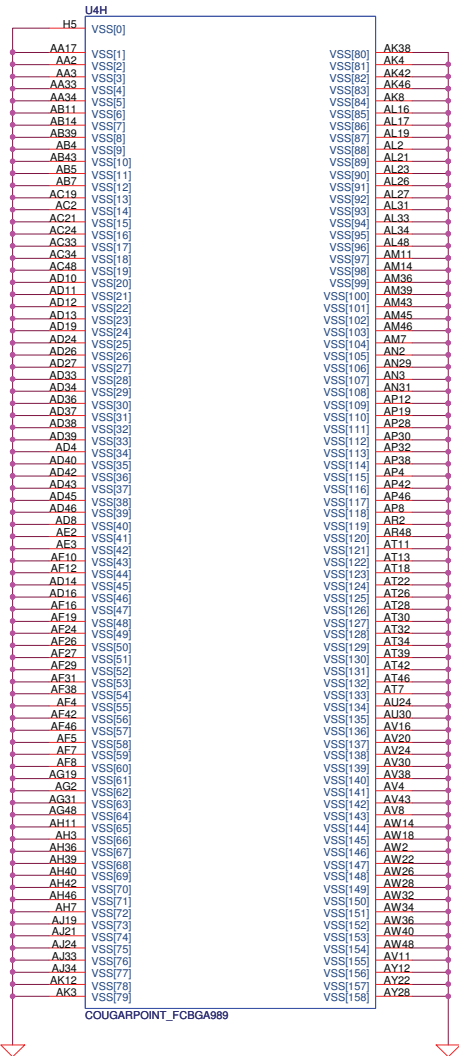 U4H
H5 VSS[0]
AA17 VSS[1] VSS[80] AK38
AA2 VSS[2] VSS[81] AK4
AA3 VSS[3] VSS[82] AK42
AA33 VSS[4] VSS[83] AK46
AA34 VSS[5] VSS[84] AK8
AB11 VSS[6] VSS[85] AL16
AB14 VSS[7] VSS[86] AL17
AB39 VSS[8] VSS[87] AL19
AB4 VSS[9] VSS[88] AL2
AB43 VSS[10] VSS[89] AL21
AB5 VSS[11] VSS[90] AL23
AB7 VSS[12] VSS[91] AL26
AC19 VSS[13] VSS[92] AL27
AC2 VSS[14] VSS[93] AL31
AC21 VSS[15] VSS[94] AL33
AC24 VSS[16] VSS[95] AL34
AC33 VSS[17] VSS[96] AL48
AC34 VSS[18] VSS[97] AM11
AC48 VSS[19] VSS[98] AM14
AD10 VSS[20] VSS[99] AM36
AD11 VSS[21] VSS[100] AM39
AD12 VSS[22] VSS[101] AM43
AD13 VSS[23] VSS[102] AM45
AD19 VSS[24] VSS[103] AM46
AD24 VSS[25] VSS[104] AM7
AD26 VSS[26] VSS[105] AN2
AD27 VSS[27] VSS[106] AN29
AD33 VSS[28] VSS[107] AN3
AD34 VSS[29] VSS[108] AN31
AD36 VSS[30] VSS[109] AP12
AD37 VSS[31] VSS[110] AP19
AD38 VSS[32] VSS[111] AP28
AD39 VSS[33] VSS[112] AP30
AD4 VSS[34] VSS[113] AP32
AD40 VSS[35] VSS[114] AP38
AD42 VSS[36] VSS[115] AP4
AD43 VSS[37] VSS[116] AP42
AD45 VSS[38] VSS[117] AP46
AD46 VSS[39] VSS[118] AP8
AD8 VSS[40] VSS[119] AR2
AE2 VSS[41] VSS[120] AR48
AE3 VSS[42] VSS[121] AT11
AF10 VSS[43] VSS[122] AT13
AF12 VSS[44] VSS[123] AT18
AD14 VSS[45] VSS[124] AT22
AD16 VSS[46] VSS[125] AT26
AF16 VSS[47] VSS[126] AT28
AF19 VSS[48] VSS[127] AT30
AF24 VSS[49] VSS[128] AT32
AF26 VSS[50] VSS[129] AT34
AF27 VSS[51] VSS[130] AT39
AF29 VSS[52] VSS[131] AT42
AF31 VSS[53] VSS[132] AT46
AF38 VSS[54] VSS[133] AT7
AF4 VSS[55] VSS[134] AU24
AF42 VSS[56] VSS[135] AU30
AF46 VSS[57] VSS[136] AV16
AF5 VSS[58] VSS[137] AV20
AF7 VSS[59] VSS[138] AV24
AF8 VSS[60] VSS[139] AV30
AG19 VSS[61] VSS[140] AV38
AG2 VSS[62] VSS[141] AV4
AG31 VSS[63] VSS[142] AV43
AG48 VSS[64] VSS[143] AV8
AH11 VSS[65] VSS[144] AW14
AH3 VSS[66] VSS[145] AW18
AH36 VSS[67] VSS[146] AW2
AH39 VSS[68] VSS[147] AW22
AH40 VSS[69] VSS[148] AW26
AH42 VSS[70] VSS[149] AW28
AH46 VSS[71] VSS[150] AW32
AH7 VSS[72] VSS[151] AW34
AJ19 VSS[73] VSS[152] AW36
AJ21 VSS[74] VSS[153] AW40
AJ24 VSS[75] VSS[154] AW48
AJ33 VSS[76] VSS[155] AV11
AJ34 VSS[77] VSS[156] AY12
AK12 VSS[78] VSS[157] AY22
AK3 VSS[79] VSS[158] AY28
COUGARPOINT_FCBGA989